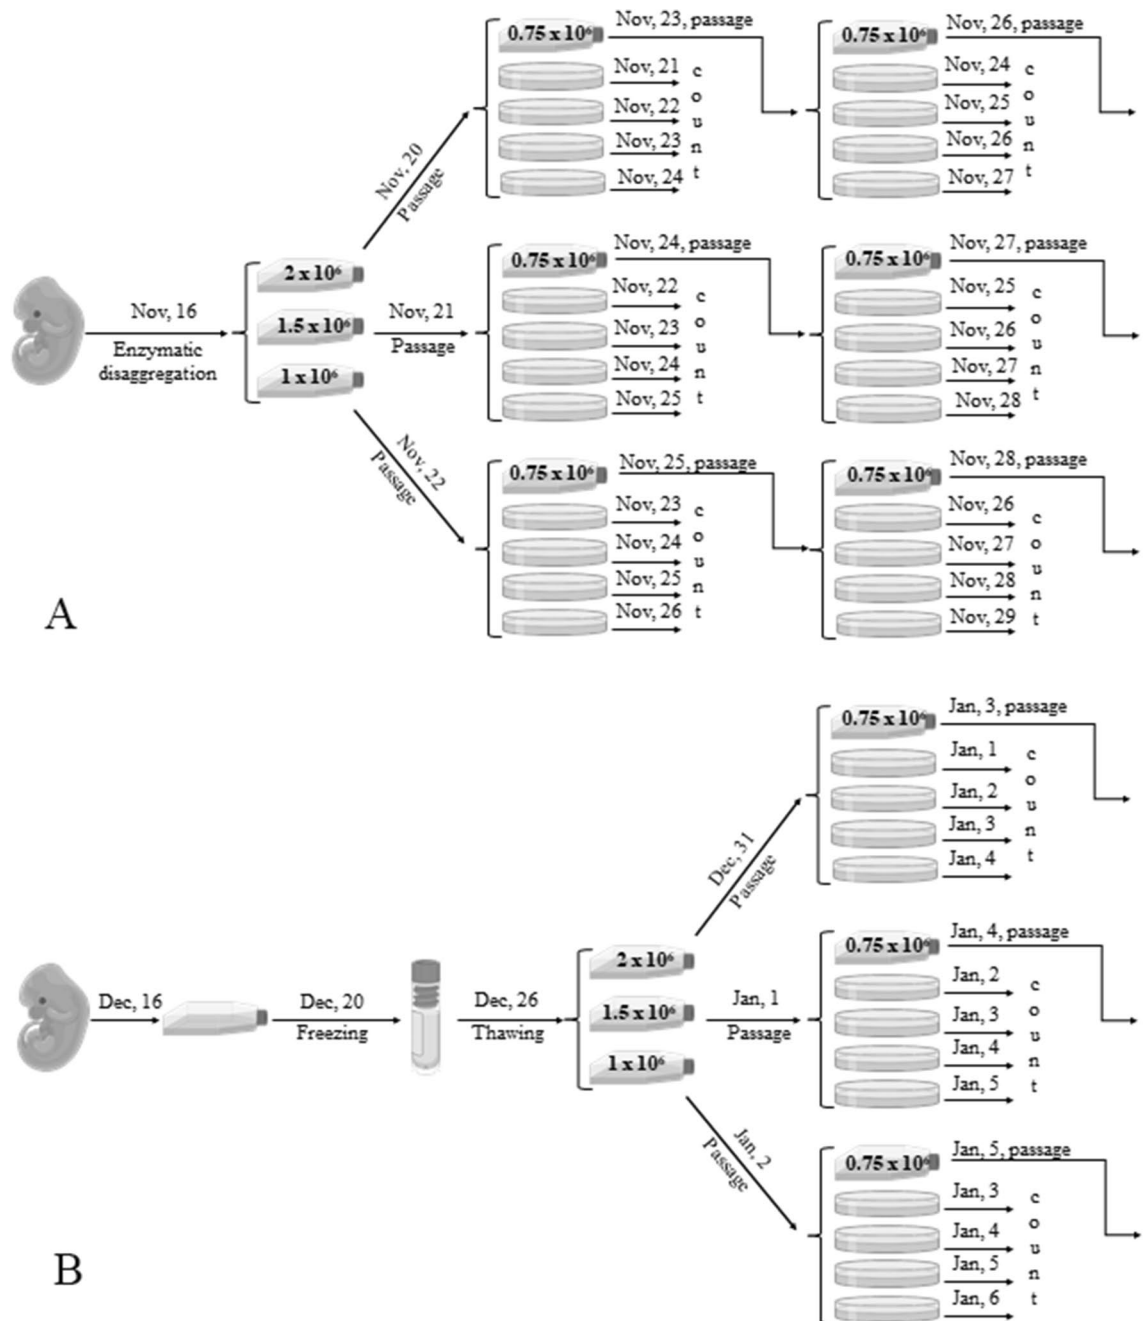 Nov, 23, passage
0.75 x 10⁶
Nov, 21
Nov, 22
Nov, 23
Nov, 24
count
Nov, 26, passage
0.75 x 10⁶
Nov, 24
Nov, 25
Nov, 26
Nov, 27
count
Nov, 20
Passage
Nov, 16
Enzymatic
disaggregation
2 x 10⁶
1.5 x 10⁶
1 x 10⁶
Nov, 21
Passage
Nov, 24, passage
0.75 x 10⁶
Nov, 22
Nov, 23
Nov, 24
Nov, 25
count
Nov, 27, passage
0.75 x 10⁶
Nov, 25
Nov, 26
Nov, 27
Nov, 28
count
Nov, 22
Passage
Nov, 25, passage
0.75 x 10⁶
Nov, 23
Nov, 24
Nov, 25
Nov, 26
count
Nov, 28, passage
0.75 x 10⁶
Nov, 26
Nov, 27
Nov, 28
Nov, 29
count
A
Jan, 3, passage
0.75 x 10⁶
Jan, 1
Jan, 2
Jan, 3
Jan, 4
count
Dec, 31
Passage
Dec, 16
Dec, 20
Freezing
Dec, 26
Thawing
2 x 10⁶
1.5 x 10⁶
1 x 10⁶
Jan, 1
Passage
Jan, 4, passage
0.75 x 10⁶
Jan, 2
Jan, 3
Jan, 4
Jan, 5
count
Jan, 2
Passage
Jan, 5, passage
0.75 x 10⁶
Jan, 3
Jan, 4
Jan, 5
Jan, 6
count
B